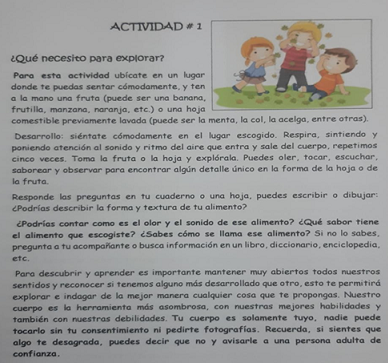 ACTIVIDAD # 1
¿Qué necesito para explorar?
Para esta actividad ubícate en un lugar
donde te puedas sentar cómodamente, y ten
a la mano una fruta (puede ser una banana,
frutilla, manzana, naranja, etc.) o una hoja
comestible previamente lavada (puede ser la menta, la col, la acelga, entre otras).
Desarrollo: siéntate cómodamente en el lugar escogido. Respira, sintiendo y
poniendo atención al sonido y ritmo del aire que entra y sale del cuerpo, repetimos
cinco veces. Toma la fruta o la hoja y explórala. Puedes oler, tocar, escuchar,
saborear y observar para encontrar algún detalle único en la forma de la hoja o de
la fruta.
Responde las preguntas en tu cuaderno o una hoja, puedes escribir o dibujar:
¿Podrías describir la forma y textura de tu alimento?
¿Podrías contar como es el olor y el sonido de ese alimento? ¿Qué sabor tiene
el alimento que escogiste? ¿Sabes cómo se llama ese alimento? Si no lo sabes,
pregunta a tu acompañante o busca información en un libro, diccionario, enciclopedia,
etc.
Para descubrir y aprender es importante mantener muy abiertos todos nuestros
sentidos y reconocer si tenemos alguno más desarrollado que otro, esto te permitirá
explorar e indagar de la mejor manera cualquier cosa que te propongas. Nuestro
cuerpo es la herramienta más asombrosa, con nuestras mejores habilidades y
también con nuestras debilidades. Tu cuerpo es solamente tuyo, nadie puede
tocarlo sin tu consentimiento ni pedirte fotografías. Recuerda, si sientes que
algo te desagrada, puedes decir que no y avisarle a una persona adulta de
confianza.